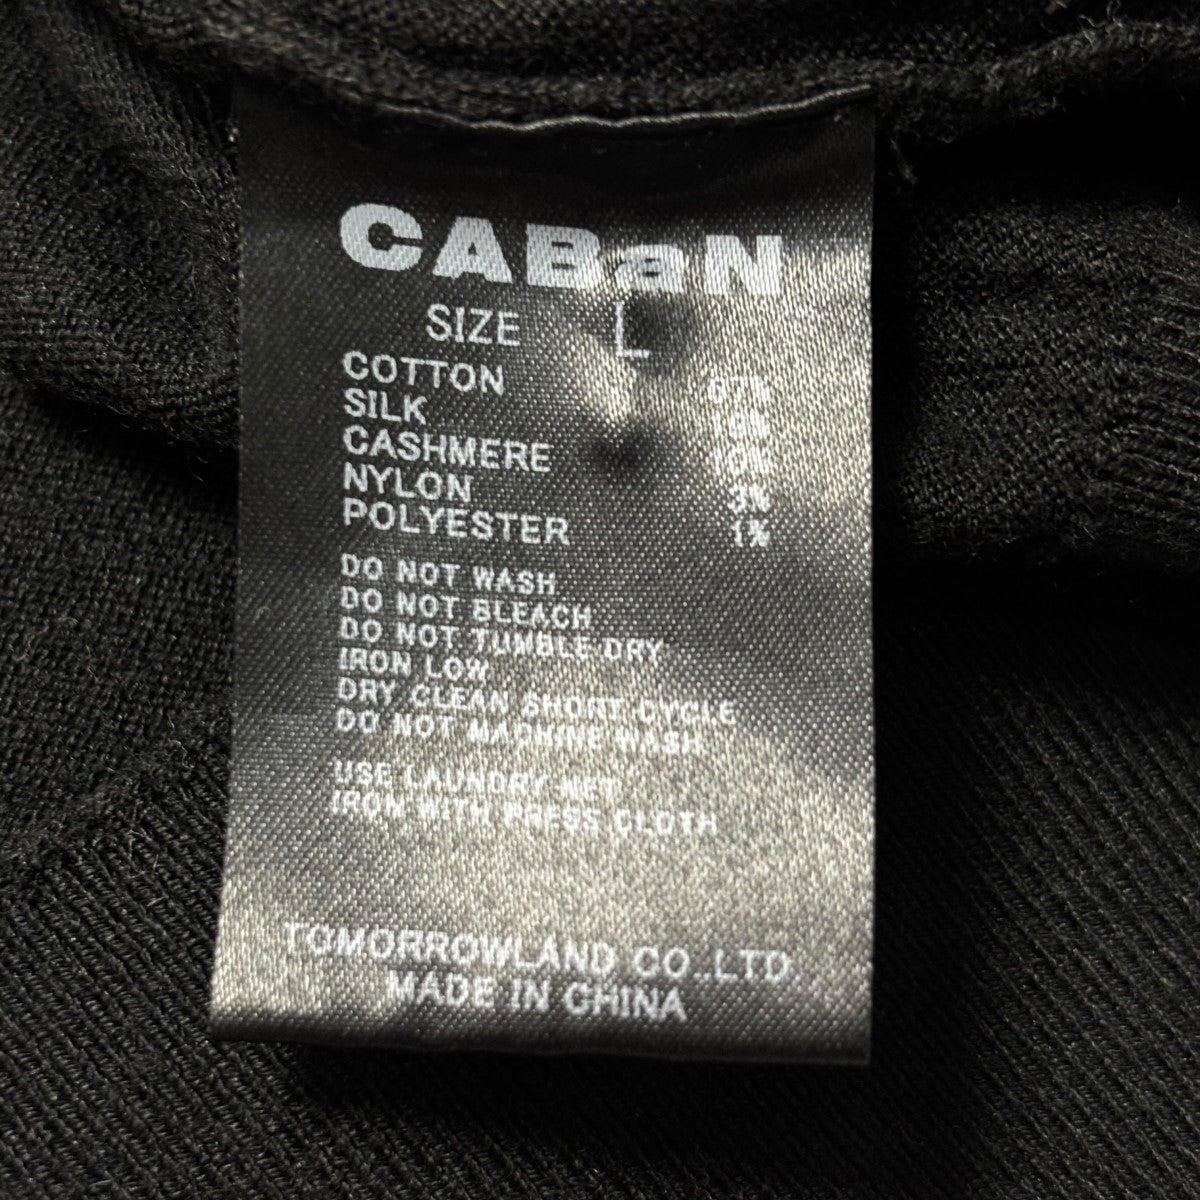 CABaN
SIZE L
COTTON
SILK
CASHMERE
NYLON 3%
POLYESTER 1%
DO NOT WASH
DO NOT BLEACH
DO NOT TUMBLE DRY
IRON LOW
DRY CLEAN SHORT CYCLE
DO NOT MACHINE WASH
USE LAUNDRY NET
IRON WITH PRESS CLOTH
TOMORROWLAND CO.,LTD.
MADE IN CHINA